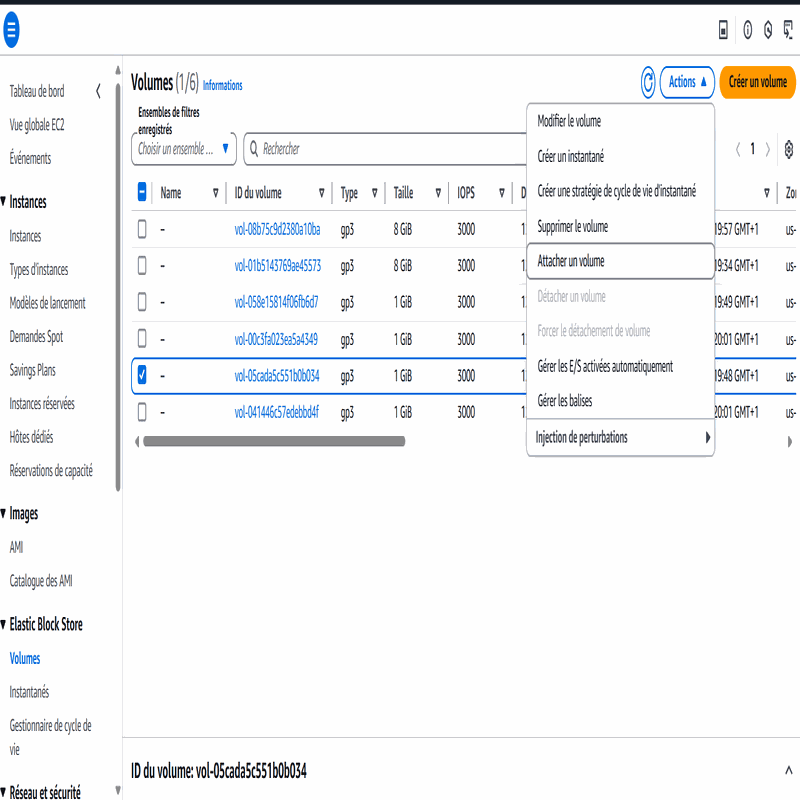 Tableau de bord
Vue globale EC2
Événements
Instances
Instances
Types d'instances
Modèles de lancement
Demandes Spot
Savings Plans
Instances réservées
Hôtes dédiés
Réservations de capacité
Images
AMI
Catalogue des AMI
Elastic Block Store
Volumes
Instantanés
Gestionnaire de cycle de
vie
Réseau et sécurité
Volumes (1/6) Informations
Actions
Créer un volume
Ensembles de filtres
enregistrés
Choisir un ensemble ...
Rechercher
1
Name ID du volume Type Taille IOPS D Zo
– vol-08b75c9d2380a10ba gp3 8 GiB 3000 1 19:57 GMT+1 us-
– vol-01b5143769ae45573 gp3 8 GiB 3000 1 19:34 GMT+1 us-
– vol-058e15814f06fb6d7 gp3 1 GiB 3000 1 19:49 GMT+1 us-
– vol-00c3fa023ea5a4349 gp3 1 GiB 3000 1 20:01 GMT+1 us-
– vol-05cada5c551b0b034 gp3 1 GiB 3000 1 19:48 GMT+1 us-
– vol-041446c57edebbd4f gp3 1 GiB 3000 1 20:01 GMT+1 us-
Modifier le volume
Créer un instantané
Créer une stratégie de cycle de vie d'instantané
Supprimer le volume
Attacher un volume
Détacher un volume
Forcer le détachement de volume
Gérer les E/S activées automatiquement
Gérer les balises
Injection de perturbations
ID du volume: vol-05cada5c551b0b034